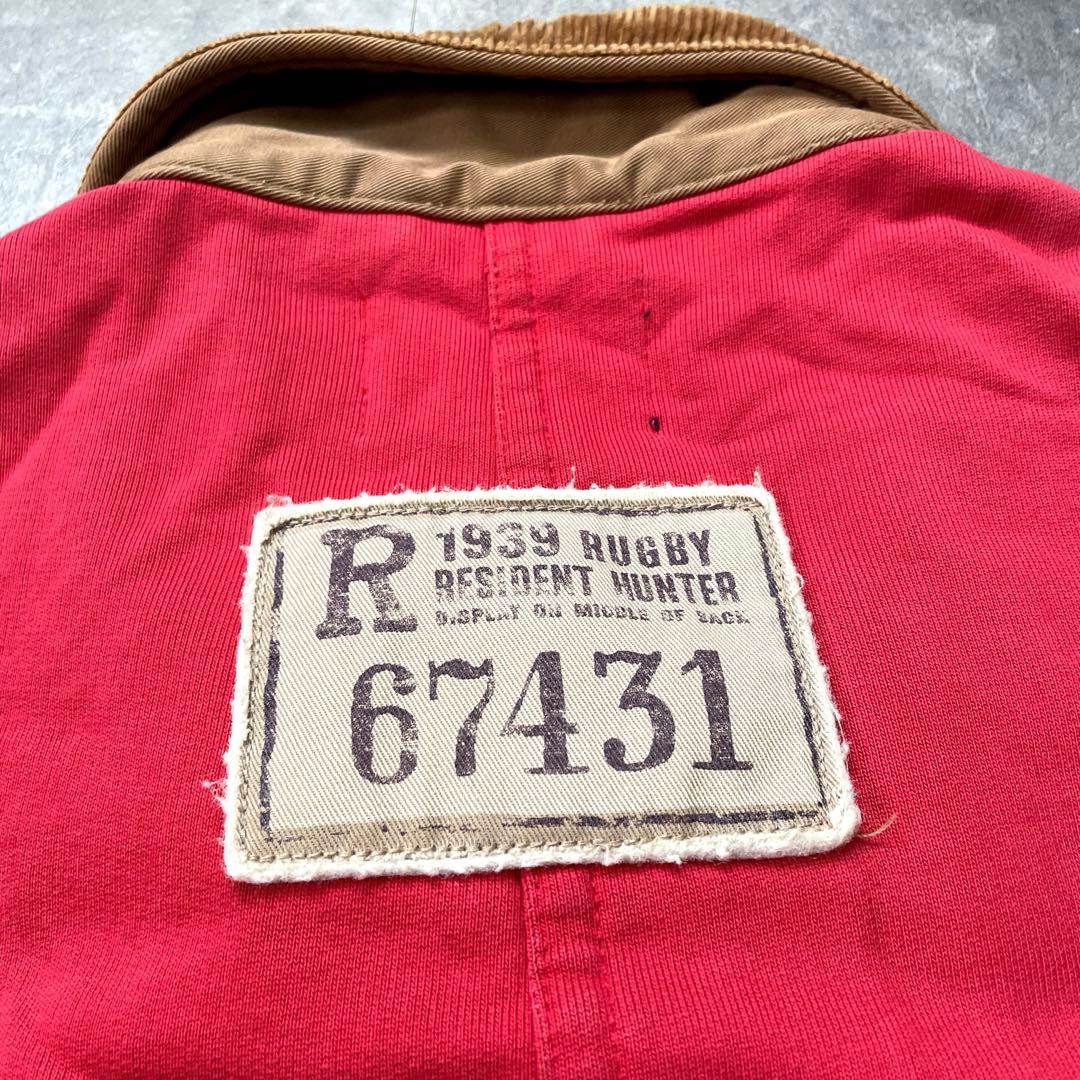 R 1939 RUGBY
RESIDENT HUNTER
DISPLAY ON MIDDLE OF BACK
67431